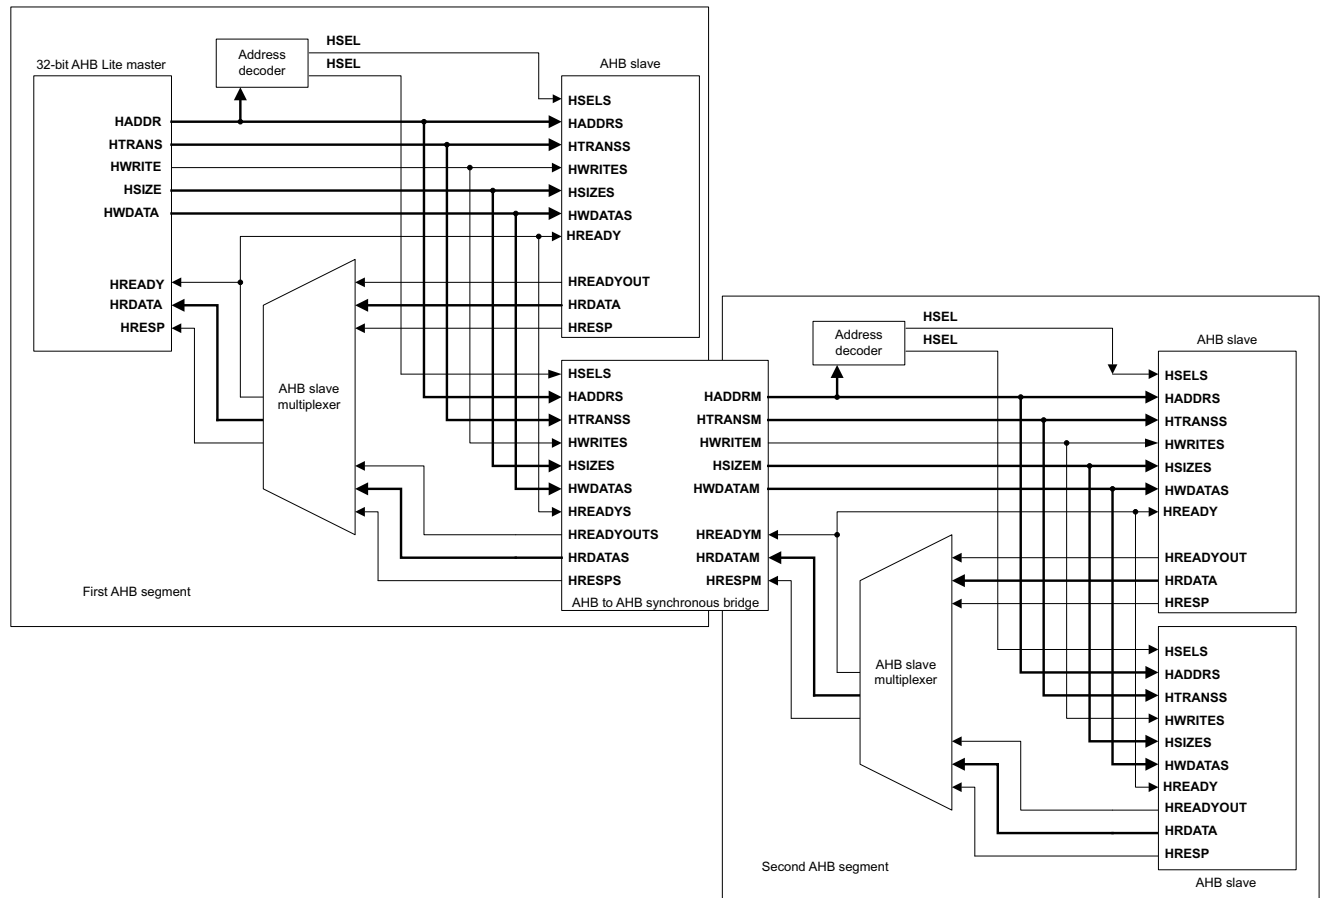 32-bit AHB Lite master
HADDR
HTRANS
HWRITE
HSIZE
HWDATA
HREADY
HRDATA
HRESP
Address
decoder
HSEL
HSEL
AHB slave
HSELS
HADDRS
HTRANSS
HWRITES
HSIZES
HWDATAS
HREADY
HREADYOUT
HRDATA
HRESP
AHB slave
multiplexer
HSELS
HADDRS
HTRANSS
HWRITES
HSIZES
HWDATAS
HREADYS
HREADYOUTS
HRDATAS
HRESPS
HADDRM
HTRANSM
HWRITEM
HSIZEM
HWDATAM
HREADYM
HRDATAM
HRESPM
AHB to AHB synchronous bridge
First AHB segment
Address
decoder
HSEL
HSEL
AHB slave
HSELS
HADDRS
HTRANSS
HWRITES
HSIZES
HWDATAS
HREADY
HREADYOUT
HRDATA
HRESP
AHB slave
multiplexer
HSELS
HADDRS
HTRANSS
HWRITES
HSIZES
HWDATAS
HREADY
HREADYOUT
HRDATA
HRESP
AHB slave
Second AHB segment